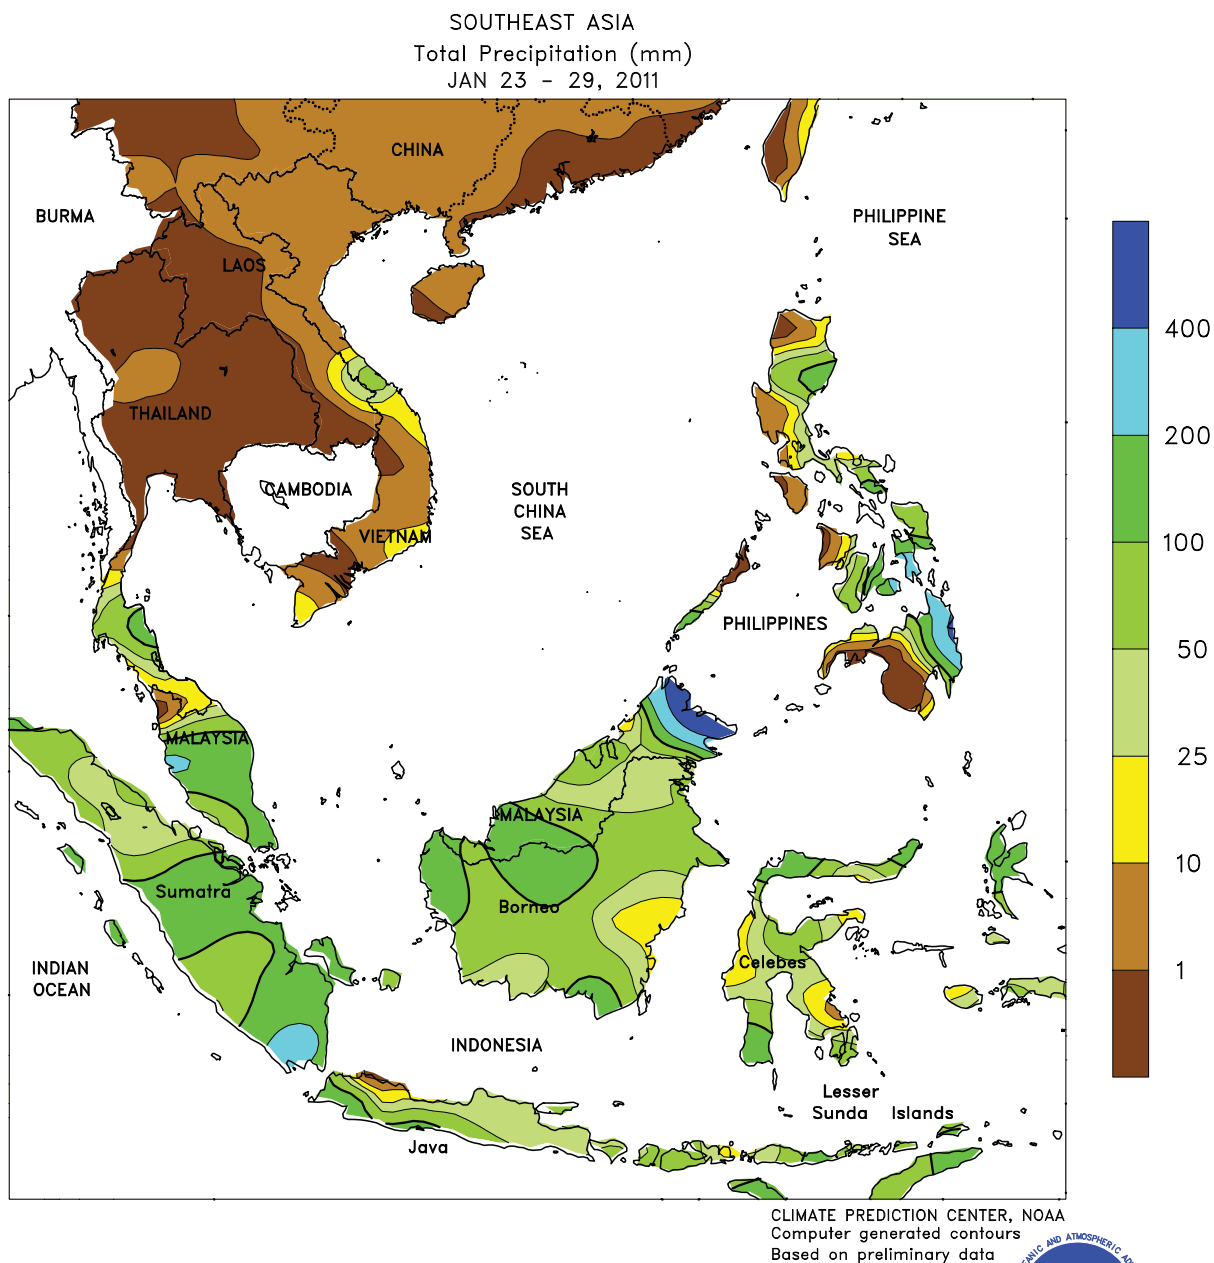 SOUTHEAST ASIA
Total Precipitation (mm)
JAN 23 - 29, 2011
CHINA
BURMA
PHILIPPINE
SEA
LAOS
400
THAILAND
200
CAMBODIA
SOUTH
CHINA
SEA
VIETNAM
100
PHILIPPINES
50
MALAYSIA
25
MALAYSIA
10
Sumatra
Borneo
Celebes
INDIAN
OCEAN
1
INDONESIA
Lesser
Sunda Islands
Java
CLIMATE PREDICTION CENTER, NOAA
Computer generated contours
Based on preliminary data
AND ATMOSPHERIC